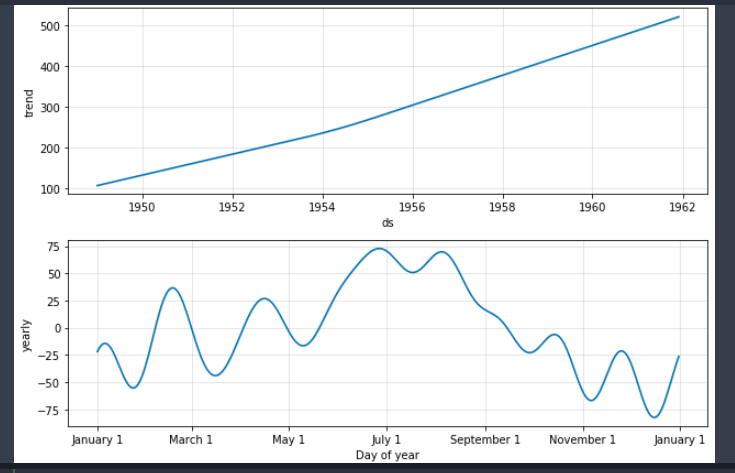 500
400
300
200
100
trend
1950 1952 1954 1956 1958 1960 1962
ds
75
50
25
0
−25
−50
−75
yearly
January 1 March 1 May 1 July 1 September 1 November 1 January 1
Day of year